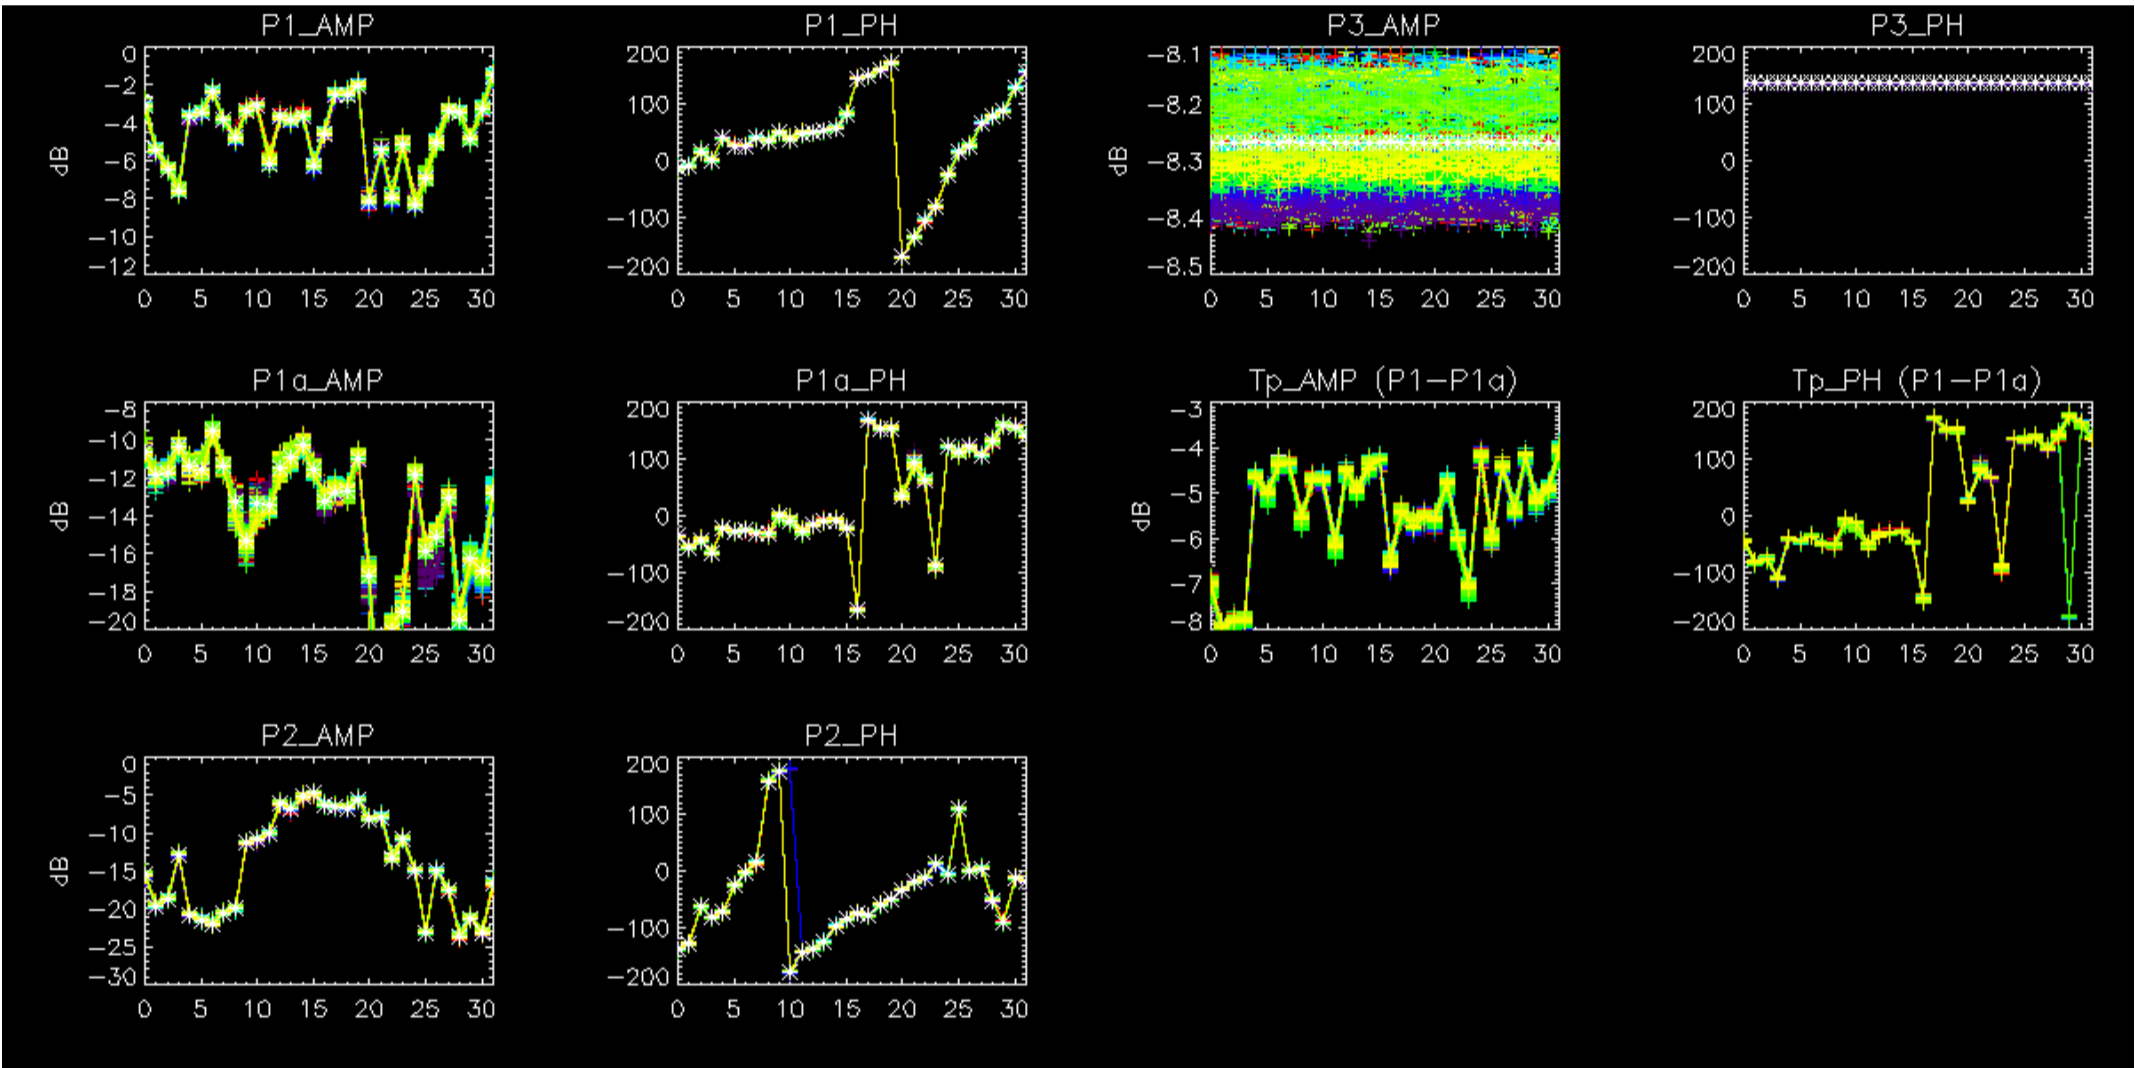 P1_AMP
0
-2
-4
-6
-8
-10
-12
dB
0 5 10 15 20 25 30
P1_PH
200
100
0
-100
-200
0 5 10 15 20 25 30
P3_AMP
-8.1
-8.2
-8.3
-8.4
-8.5
dB
0 5 10 15 20 25 30
P3_PH
200
100
0
-100
-200
0 5 10 15 20 25 30
P1a_AMP
-8
-10
-12
-14
-16
-18
-20
dB
0 5 10 15 20 25 30
P1a_PH
200
100
0
-100
-200
0 5 10 15 20 25 30
Tp_AMP (P1-P1a)
-3
-4
-5
-6
-7
-8
dB
0 5 10 15 20 25 30
Tp_PH (P1-P1a)
200
100
0
-100
-200
0 5 10 15 20 25 30
P2_AMP
0
-5
-10
-15
-20
-25
-30
dB
0 5 10 15 20 25 30
P2_PH
200
100
0
-100
-200
0 5 10 15 20 25 30